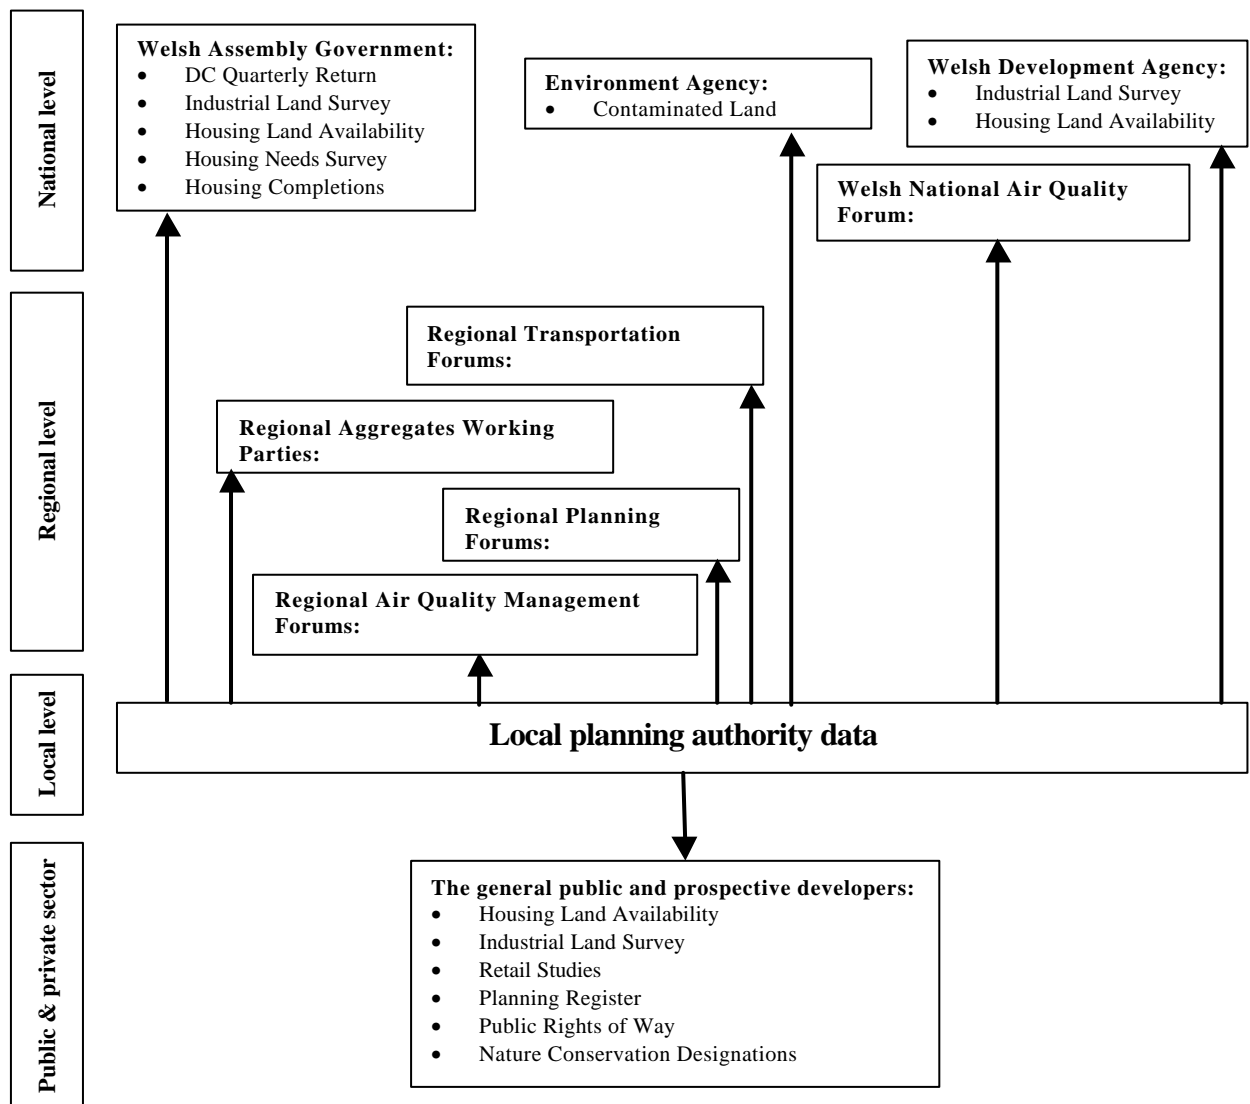 National level
Welsh Assembly Government:
• DC Quarterly Return
• Industrial Land Survey
• Housing Land Availability
• Housing Needs Survey
• Housing Completions
Environment Agency:
• Contaminated Land
Welsh Development Agency:
• Industrial Land Survey
• Housing Land Availability
Welsh National Air Quality
Forum:
Regional level
Regional Transportation
Forums:
Regional Aggregates Working
Parties:
Regional Planning
Forums:
Regional Air Quality Management
Forums:
Local level
Local planning authority data
Public & private sector
The general public and prospective developers:
• Housing Land Availability
• Industrial Land Survey
• Retail Studies
• Planning Register
• Public Rights of Way
• Nature Conservation Designations